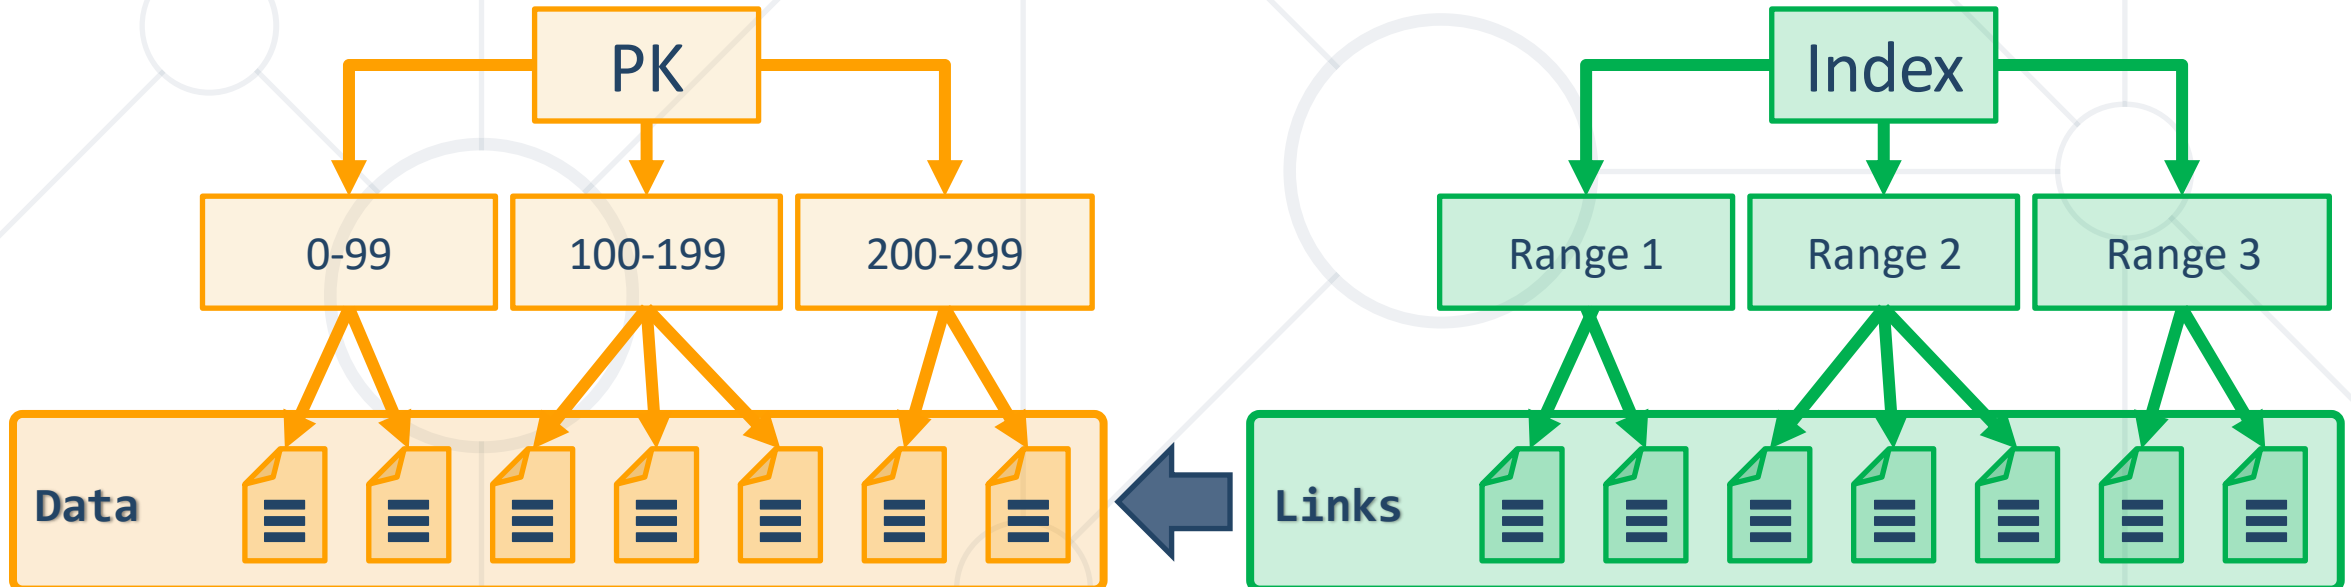 PK
0-99
100-199
200-299
Data
Index
Range 1
Range 2
Range 3
Links